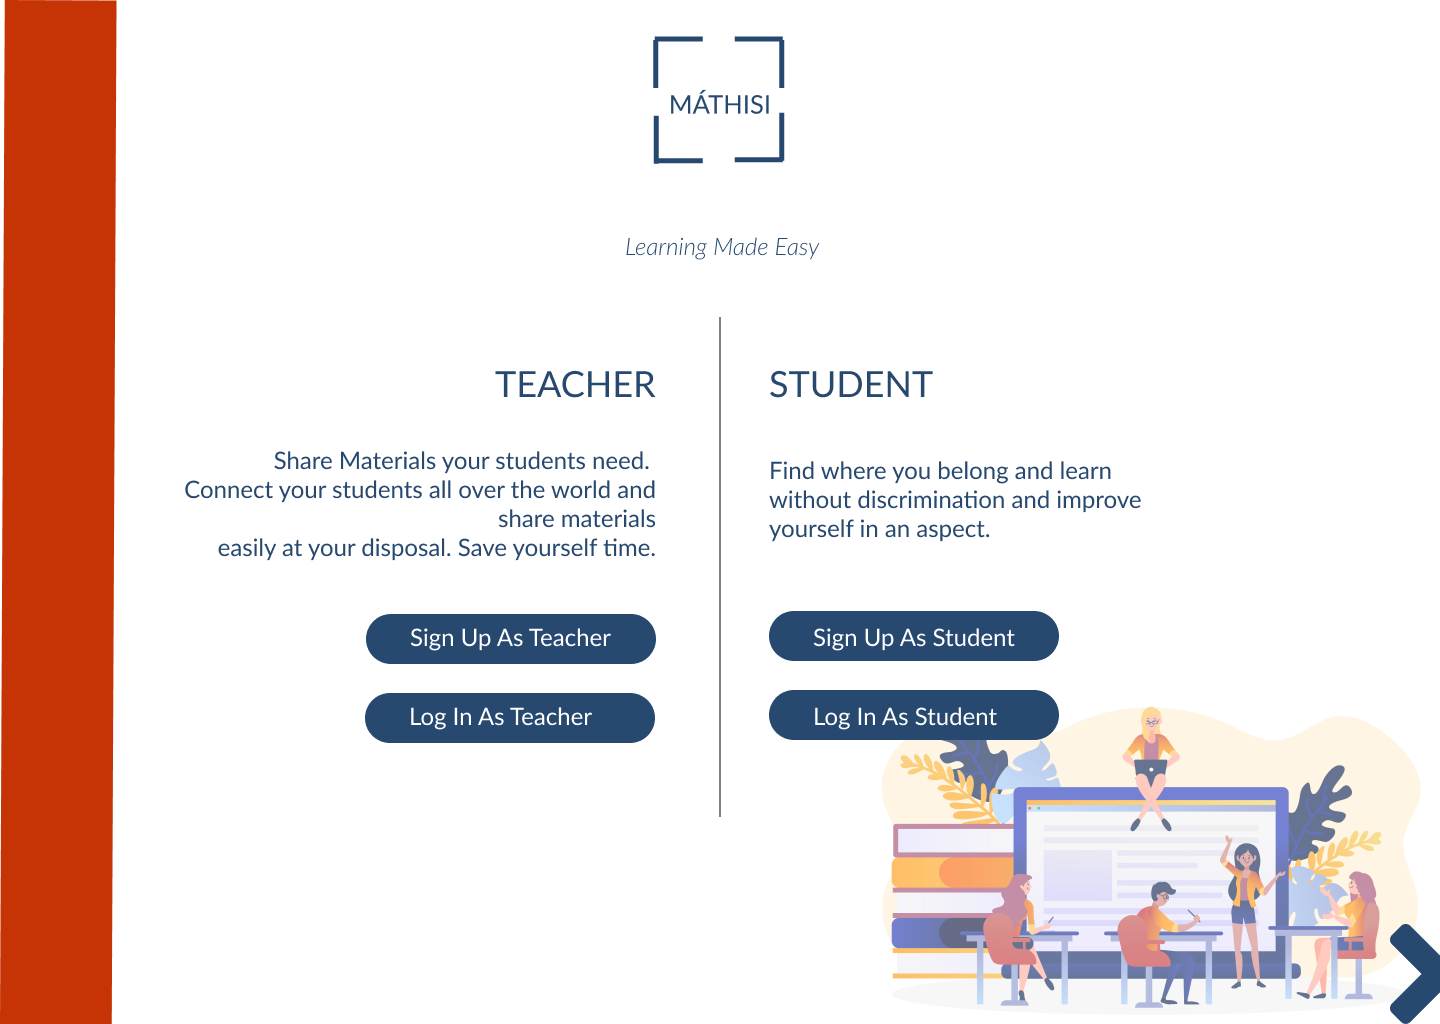 MÁTHISI
Learning Made Easy
TEACHER
Share Materials your students need.
Connect your students all over the world and
share materials
easily at your disposal. Save yourself time.
Sign Up As Teacher
Log In As Teacher
STUDENT
Find where you belong and learn
without discrimination and improve
yourself in an aspect.
Sign Up As Student
Log In As Student